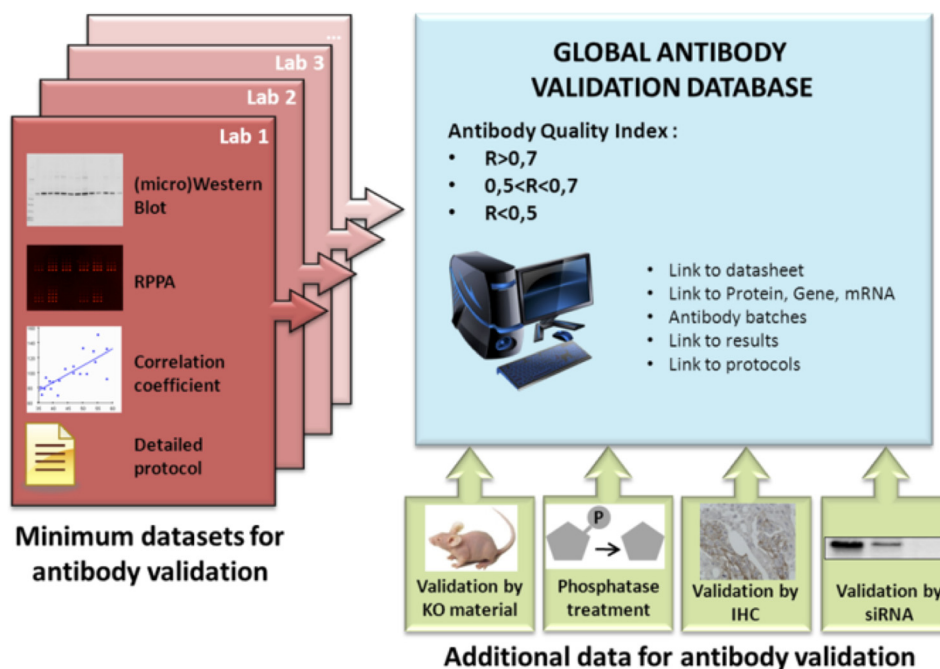 ...
Lab 3
Lab 2
Lab 1
(micro)Western
Blot
RPPA
Correlation
coefficient
Detailed
protocol
Minimum datasets for
antibody validation
GLOBAL ANTIBODY
VALIDATION DATABASE
Antibody Quality Index :
• R>0,7
• 0,5<R<0,7
• R<0,5
• Link to datasheet
• Link to Protein, Gene, mRNA
• Antibody batches
• Link to results
• Link to protocols
Validation by
KO material
P
Phosphatase
treatment
Validation by
IHC
Validation by
siRNA
Additional data for antibody validation